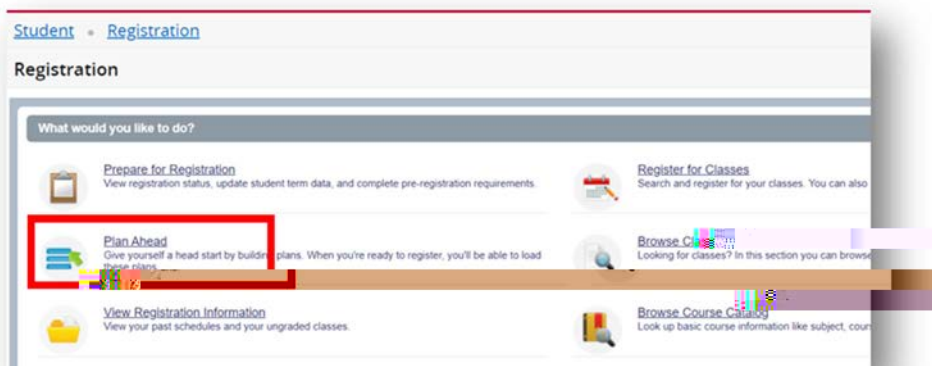 Student • Registration
Registration
What would you like to do?
Prepare for Registration
View registration status, update student term data, and complete pre-registration requirements.
Register for Classes
Search and register for your classes. You can also
Plan Ahead
Give yourself a head start by building plans. When you're ready to register, you'll be able to load
these plans.
Browse
Looking for classes? In this section you can browse
View Registration Information
View your past schedules and your ungraded classes.
Browse Course Catalog
Look up basic course information like subject,